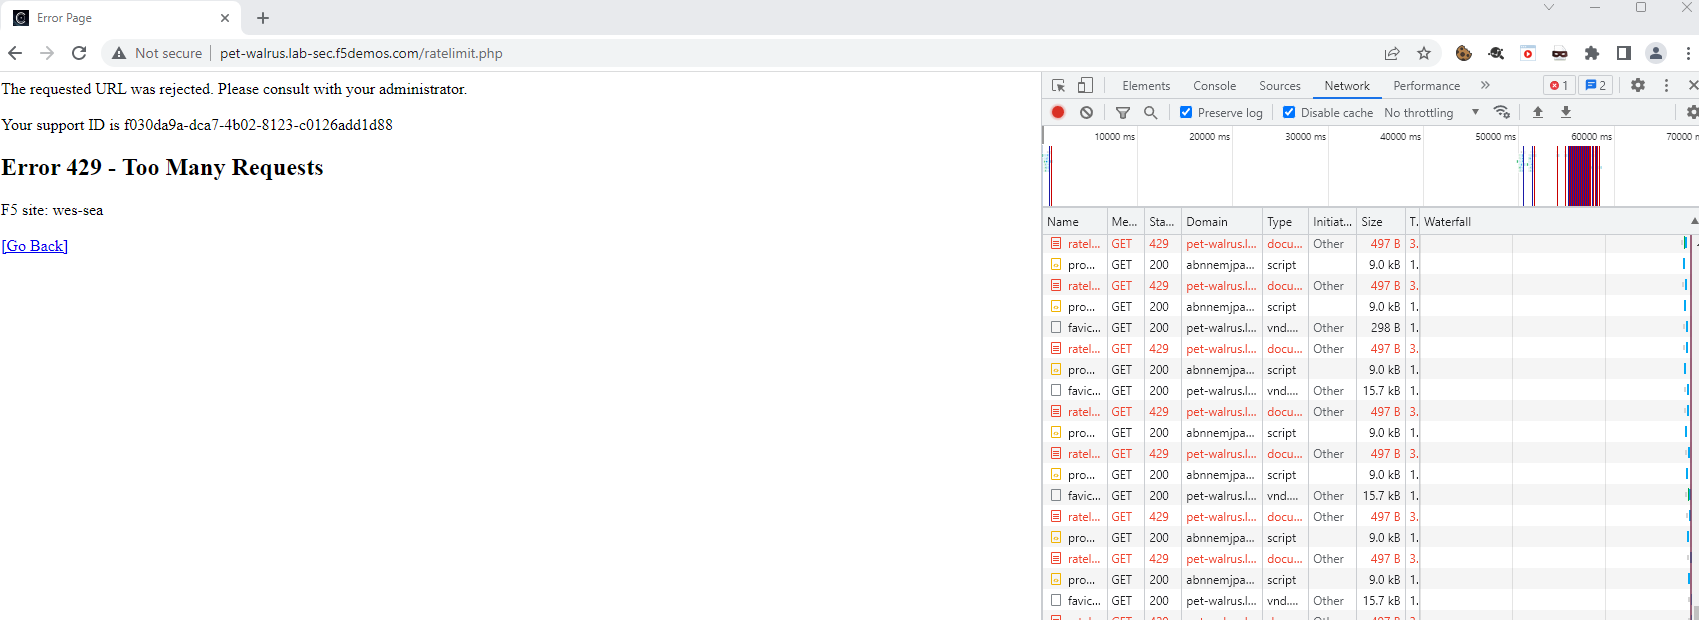 Error Page
Not secure pet-walrus.lab-sec.f5demos.com/ratelimit.php
The requested URL was rejected. Please consult with your administrator.
Your support ID is f030da9a-dca7-4b02-8123-c0126add1d88
Error 429 - Too Many Requests
F5 site: wes-sea
[Go Back]
Elements Console Sources Network Performance » 1 2
Preserve log Disable cache No throttling
10000 ms 20000 ms 30000 ms 40000 ms 50000 ms 60000 ms 70000 m
Name Me... Sta... Domain Type Initiat... Size T. Waterfall
ratel... GET 429 pet-walrus.l... docu... Other 497 B 3.
pro... GET 200 abnnemjpa... script 9.0 kB 1.
ratel... GET 429 pet-walrus.l... docu... Other 497 B 3.
pro... GET 200 abnnemjpa... script 9.0 kB 1.
favic... GET 200 pet-walrus.l... vnd.... Other 298 B 1.
ratel... GET 429 pet-walrus.l... docu... Other 497 B 3.
pro... GET 200 abnnemjpa... script 9.0 kB 1.
favic... GET 200 pet-walrus.l... vnd.... Other 15.7 kB 1.
ratel... GET 429 pet-walrus.l... docu... Other 497 B 3.
pro... GET 200 abnnemjpa... script 9.0 kB 1.
ratel... GET 429 pet-walrus.l... docu... Other 497 B 3.
pro... GET 200 abnnemjpa... script 9.0 kB 1.
favic... GET 200 pet-walrus.l... vnd.... Other 15.7 kB 1.
ratel... GET 429 pet-walrus.l... docu... Other 497 B 3.
pro... GET 200 abnnemjpa... script 9.0 kB 1.
ratel... GET 429 pet-walrus.l... docu... Other 497 B 3.
pro... GET 200 abnnemjpa... script 9.0 kB 1.
favic... GET 200 pet-walrus.l... vnd.... Other 15.7 kB 1.